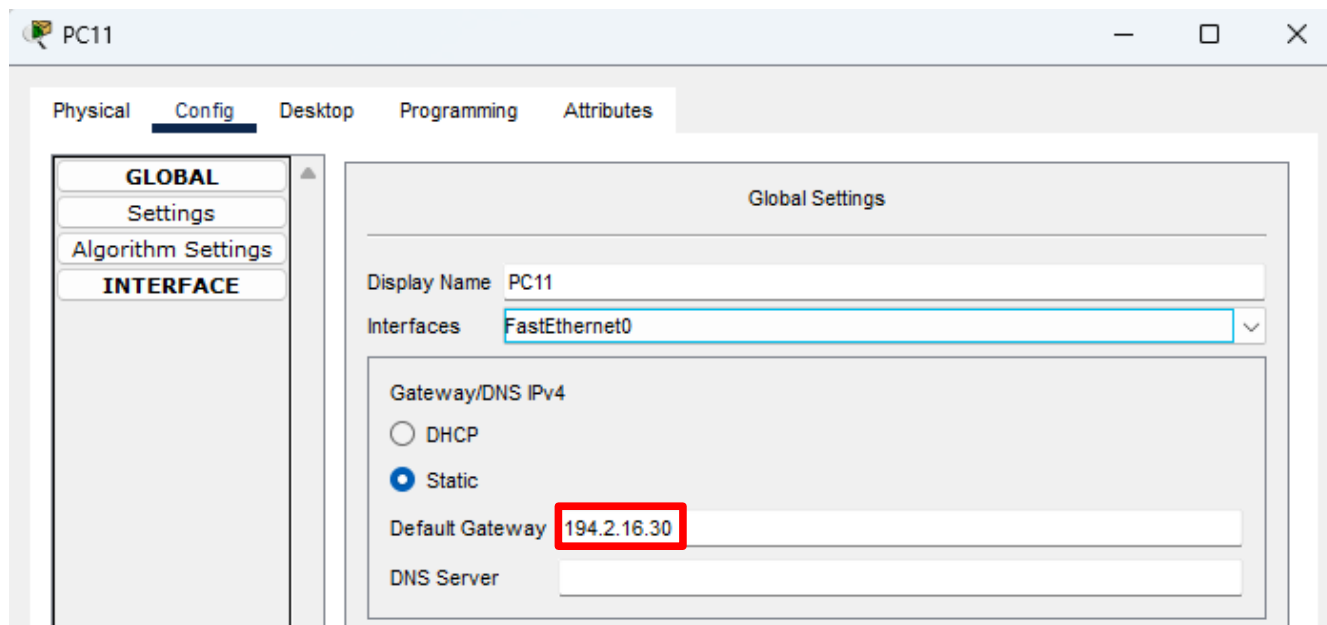 PC11
Physical Config Desktop Programming Attributes
GLOBAL
Settings
Algorithm Settings
INTERFACE
Global Settings
Display Name PC11
Interfaces FastEthernet0
Gateway/DNS IPv4
DHCP
Static
Default Gateway 194.2.16.30
DNS Server